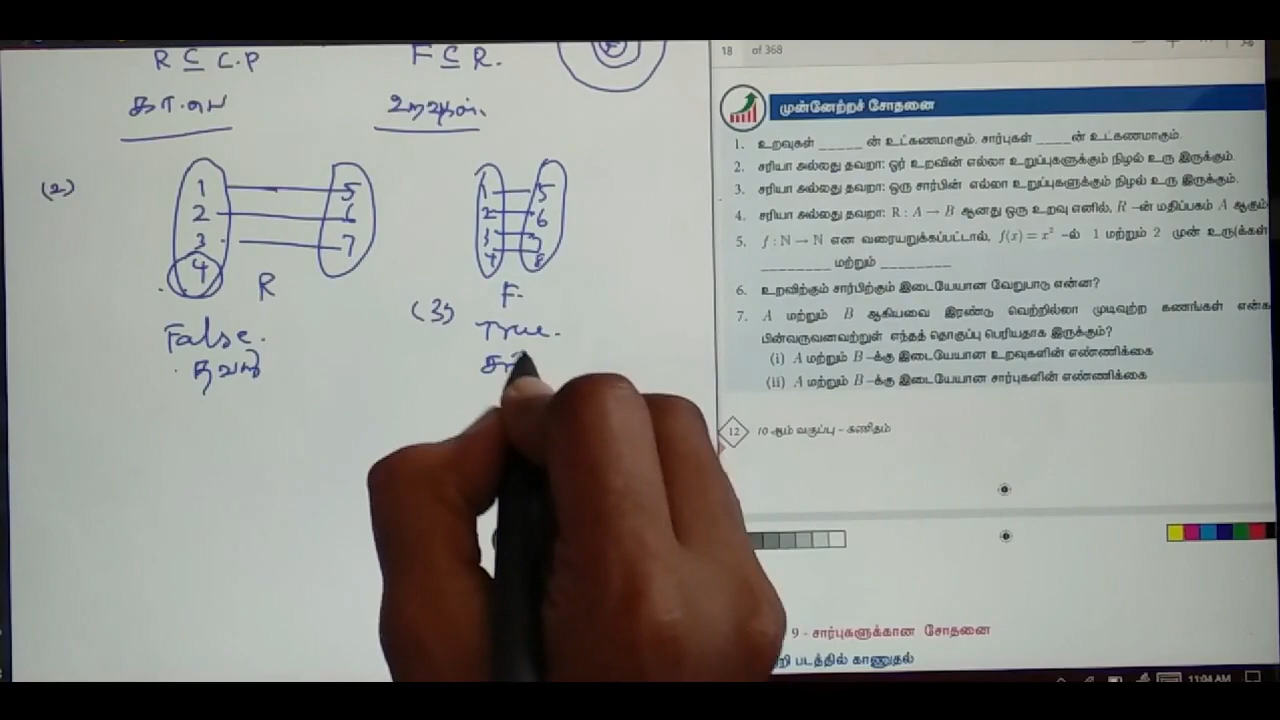 R ⊆ C.P
F ⊆ R.
கா.பெ
உறவுகள்.
(2)
1 5
2 6
3 7
4
R
1 5
2 6
3 7
4 8
F.
False.
தவறு
(3)
True.
18 of 368
முன்னேற்றச் சோதனை
1. உறவுகள் _____ ன் உட்கணமாகும். சார்புகள் ____ன் உட்கணமாகும்.
2. சரியா அல்லது தவறா: ஓர் உறவின் எல்லா உறுப்புகளுக்கும் நிழல் உரு இருக்கும்.
3. சரியா அல்லது தவறா: ஒரு சார்பின் எல்லா உறுப்புகளுக்கும் நிழல் உரு இருக்கும்.
4. சரியா அல்லது தவறா: R : A → B ஆனது ஒரு உறவு எனில், R –ன் மதிப்பகம் A ஆகும்
5. f : ℕ → ℕ என வரையறுக்கப்பட்டால், f(x) = x² –ல் 1 மற்றும் 2 முன் உருக்கள்
________ மற்றும் ________
6. உறவிற்கும் சார்பிற்கும் இடையேயான வேறுபாடு என்ன?
7. A மற்றும் B ஆகியவை இரண்டு வெற்றில்லா முடிவுற்ற கணங்கள் என்க
பின்வருவனவற்றுள் எந்தத் தொகுப்பு பெரியதாக இருக்கும்?
(i) A மற்றும் B –க்கு இடையேயான உறவுகளின் எண்ணிக்கை
(ii) A மற்றும் B –க்கு இடையேயான சார்புகளின் எண்ணிக்கை
12 10 ஆம் வகுப்பு – கணிதம்
9 - சார்புகளுக்கான சோதனை
றி படத்தில் காணுதல்
11:04 AM